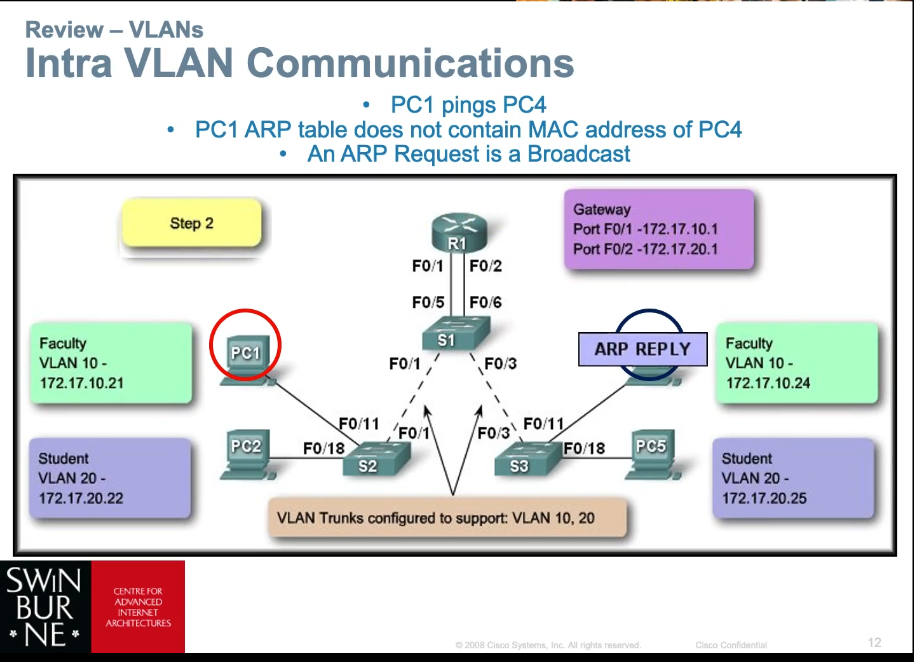 Review – VLANs
Intra VLAN Communications
• PC1 pings PC4
• PC1 ARP table does not contain MAC address of PC4
• An ARP Request is a Broadcast
Step 2
R1
Gateway
Port F0/1 -172.17.10.1
Port F0/2 -172.17.20.1
F0/1
F0/2
F0/5
F0/6
S1
Faculty
VLAN 10 -
172.17.10.21
PC1
F0/1
F0/3
ARP REPLY
Faculty
VLAN 10 -
172.17.10.24
F0/11
F0/1
F0/3
F0/11
Student
VLAN 20 -
172.17.20.22
PC2
F0/18
S2
S3
F0/18
PC5
Student
VLAN 20 -
172.17.20.25
VLAN Trunks configured to support: VLAN 10, 20
SWIN
BUR
* NE *
CENTRE FOR
ADVANCED
INTERNET
ARCHITECTURES
© 2008 Cisco Systems, Inc. All rights reserved.
Cisco Confidential
12